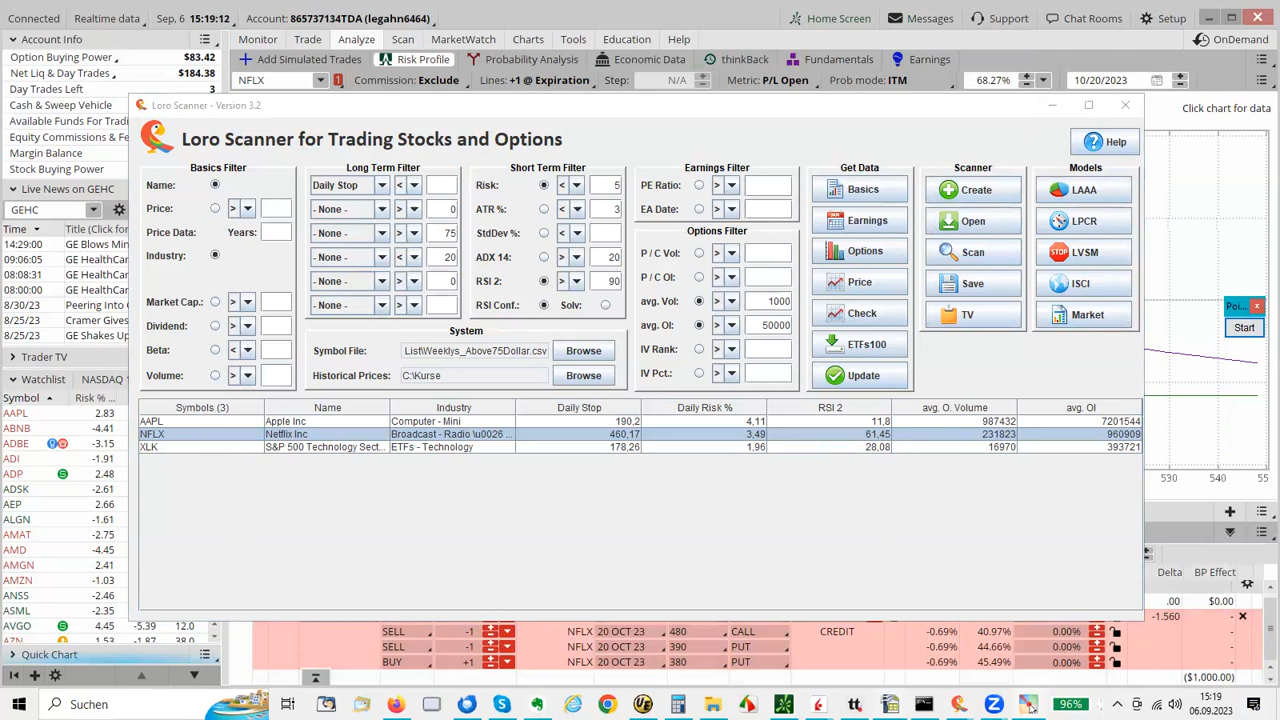 Connected Realtime data Sep, 6 15:19:12 Account: 865737134TDA (legahn6464) Home Screen Messages Support Chat Rooms Setup
Account Info Monitor Trade Analyze Scan MarketWatch Charts Tools Education Help OnDemand
Option Buying Power $83.42 Add Simulated Trades Risk Profile Probability Analysis Economic Data thinkBack Fundamentals Earnings
Net Liq & Day Trades $184.38 NFLX 1 Commission: Exclude Lines: +1 @ Expiration Step: N/A Metric: P/L Open Prob mode: ITM 68.27% 10/20/2023
Day Trades Left 3
Cash & Sweep Vehicle Loro Scanner - Version 3.2 Click chart for data
Available Funds For Tradi
Equity Commissions & Fe Loro Scanner for Trading Stocks and Options Help
Margin Balance
Stock Buying Power Basics Filter Long Term Filter Short Term Filter Earnings Filter Get Data Scanner Models
Live News on GEHC Name: Daily Stop < Risk: < 5 PE Ratio: > Basics Create LAAA
GEHC Price: > - None - > 0 ATR %: < 3 EA Date: > Earnings Open LPCR
Time Title (Click for Price Data: Years: - None - > 75 StdDev %: < Options Filter
14:29:00 GE Blows Min Industry: - None - > 20 ADX 14: > 20 P / C Vol: > Options Scan LVSM
09:06:05 GE HealthCar - None - > 0 RSI 2: > 90 P / C OI: > Price Save ISCI
08:08:31 GE HealthCar Market Cap.: > - None - > RSI Conf.: Solv: avg. Vol: > 1000 Check TV Market
8/30/23 Peering Into Poi...
8/25/23 Cramer Gives Dividend: > System avg. OI: > 50000 Start
8/25/23 GE Shakes Up Beta: < Symbol File: List\Weeklys_Above75Dollar.csv Browse IV Rank: > ETFs100
Trader TV Volume: > Historical Prices: C:\Kurse Browse IV Pct.: > Update
Watchlist NASDAQ
Symbol Risk %
Symbols (3) Name Industry Daily Stop Daily Risk % RSI 2 avg. O. Volume avg. OI
AAPL Apple Inc Computer - Mini 190,2 4,11 11,8 987432 7201544
NFLX Netflix Inc Broadcast - Radio \u0026 ... 460,17 3,49 61,45 231823 960909
XLK S&P 500 Technology Sect... ETFs - Technology 178,26 1,96 28,08 16970 393721
AAPL 2.83
ABNB -4.41
ADBE -3.15
ADI -1.91
ADP 2.48
ADSK -2.61
AEP 2.66
ALGN -1.91
AMAT -2.75
AMD -4.45
AMGN 2.41
AMZN -1.03
ANSS -2.46
ASML -2.35
AVGO 4.45 -5.39 12.0
AZN 1.53 -1.87 38.0
530 540 55
Delta BP Effect
.00 $0.00
-1.560 -
SELL -1 NFLX 20 OCT 23 480 CALL CREDIT -0.69% 40.97% 0.00% -
SELL -1 NFLX 20 OCT 23 390 PUT -0.69% 44.66% 0.00% -
BUY +1 NFLX 20 OCT 23 380 PUT -0.69% 45.49% 0.00% -
Quick Chart
($1,000.00)
Suchen 96% 15:19
06.09.2023